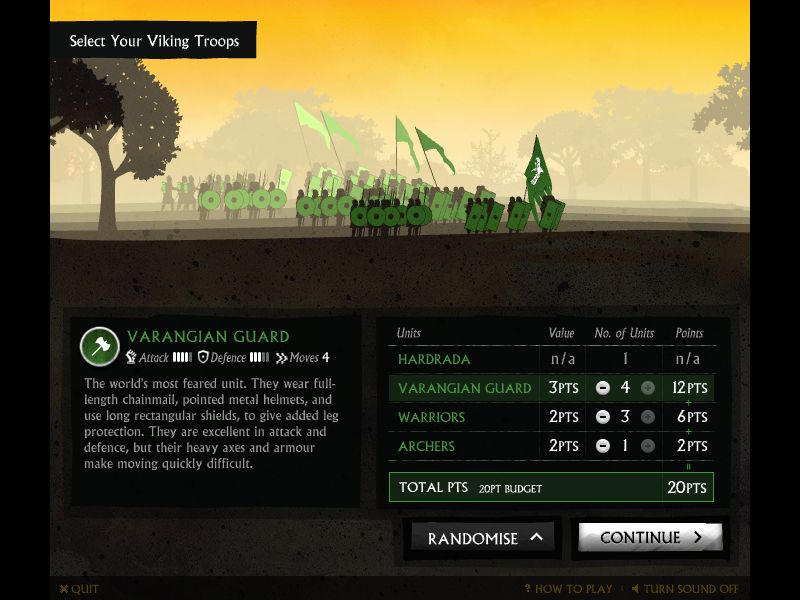 Select Your Viking Troops
VARANGIAN GUARD
Attack Defence Moves 4
The world's most feared unit. They wear full-
length chainmail, pointed metal helmets, and
use long rectangular shields, to give added leg
protection. They are excellent in attack and
defence, but their heavy axes and armour
make moving quickly difficult.
Units Value No. of Units Points
HARDRADA n/a 1 n/a
VARANGIAN GUARD 3PTS − 4 + 12PTS
+
WARRIORS 2PTS − 3 + 6PTS
+
ARCHERS 2PTS − 1 + 2PTS
=
TOTAL PTS 20PT BUDGET 20PTS
RANDOMISE CONTINUE
QUIT ? HOW TO PLAY TURN SOUND OFF